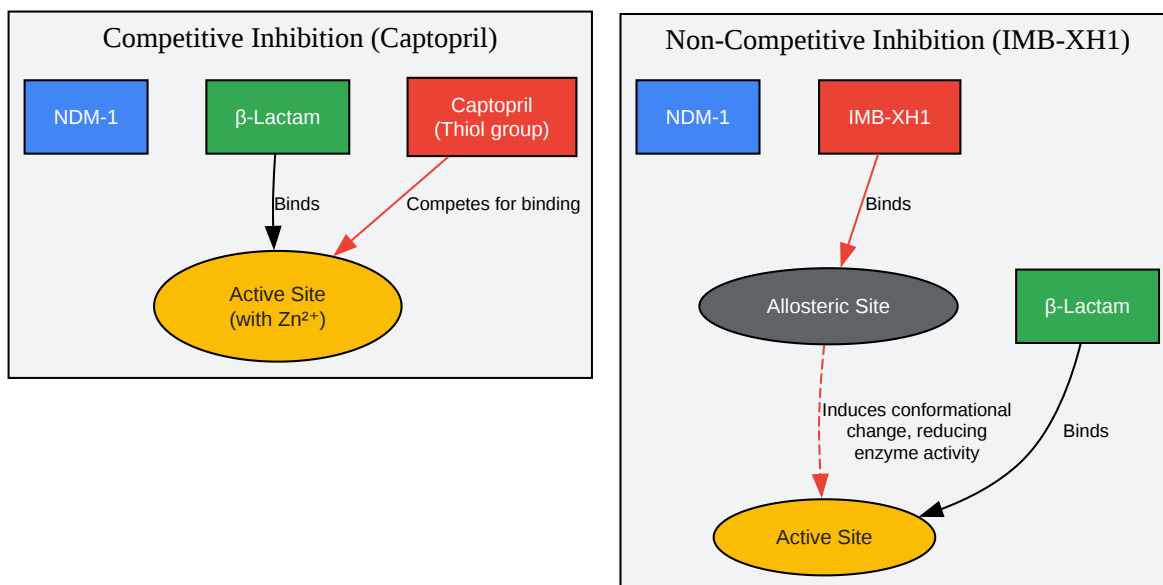 Competitive Inhibition (Captopril)
NDM-1
β-Lactam
Captopril
(Thiol group)
Binds
Competes for binding
Active Site
(with Zn²⁺)
Non-Competitive Inhibition (IMB-XH1)
NDM-1
IMB-XH1
Binds
Allosteric Site
β-Lactam
Induces conformational
change, reducing
enzyme activity
Binds
Active Site